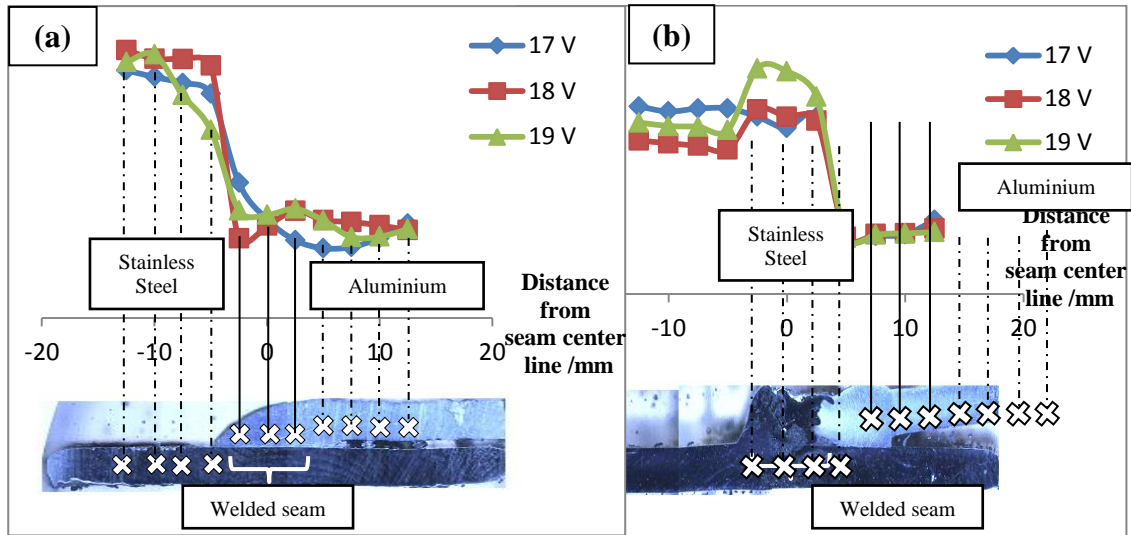 (a)
17 V
18 V
19 V
Stainless
Steel
Aluminium
Distance
from
seam center
line /mm
-20
-10
0
10
20
Welded seam
(b)
17 V
18 V
19 V
Aluminium
Stainless
Steel
Distance
from
seam center
line /mm
-10
0
10
20
Welded seam